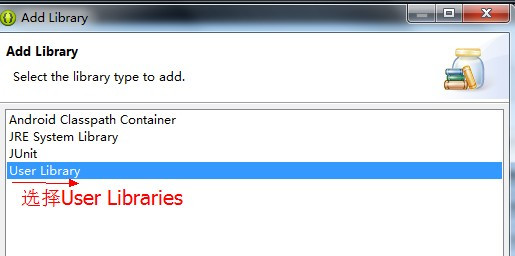 Add Library
Add Library
Select the library type to add.
Android Classpath Container
JRE System Library
JUnit
User Library
选择User Libraries